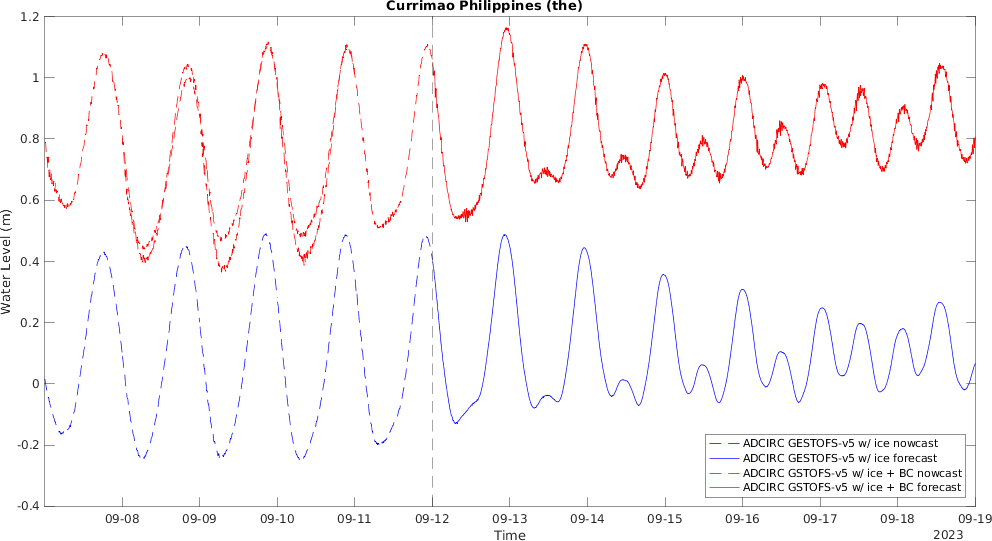 Currimao Philippines (the)
1.2
1
0.8
0.6
0.4
0.2
0
-0.2
-0.4
Water Level (m)
ADCIRC GESTOFS-v5 w/ ice nowcast
ADCIRC GESTOFS-v5 w/ ice forecast
ADCIRC GSTOFS-v5 w/ ice + BC nowcast
ADCIRC GSTOFS-v5 w/ ice + BC forecast
09-08 09-09 09-10 09-11 09-12 09-13 09-14 09-15 09-16 09-17 09-18 09-19
Time 2023